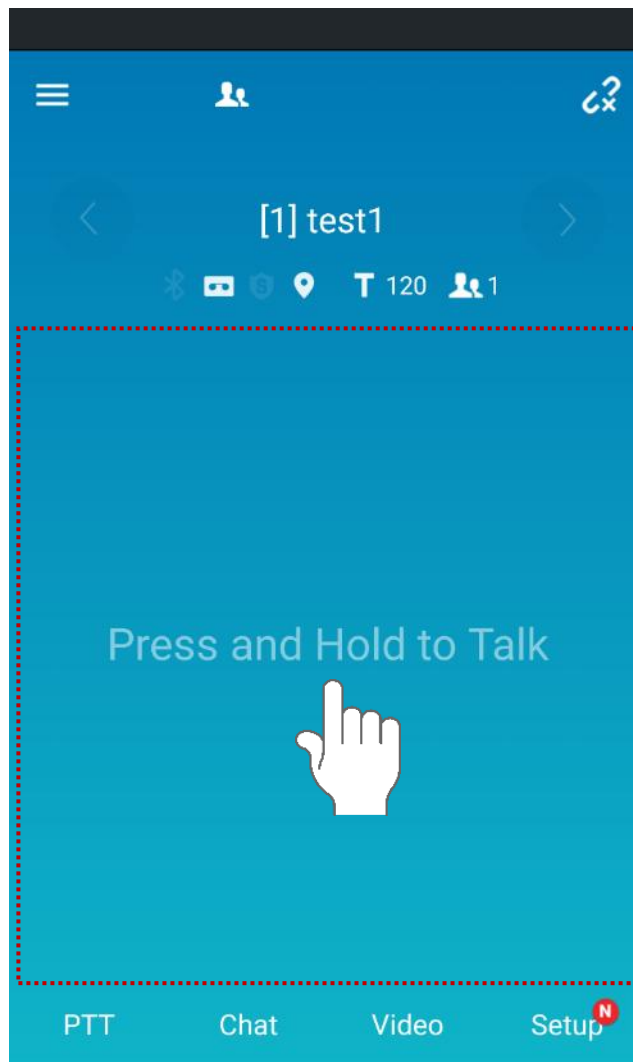 [1] test1
S T 120 1
Press and Hold to Talk
PTT Chat Video Setup N